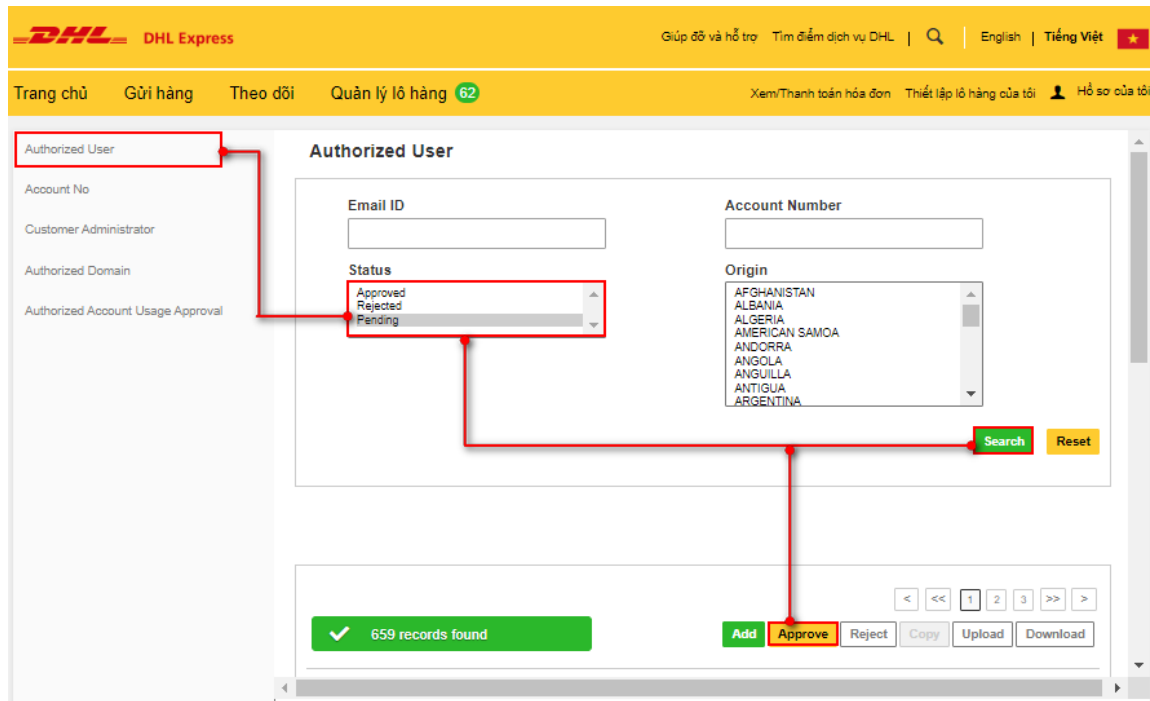 DHL DHL Express
Giúp đỡ và hỗ trợ Tìm điểm dịch vụ DHL | English | Tiếng Việt
Trang chủ Gửi hàng Theo dõi Quản lý lô hàng 62 Xem/Thanh toán hóa đơn Thiết lập lô hàng của tôi Hồ sơ của tôi
Authorized User
Account No
Customer Administrator
Authorized Domain
Authorized Account Usage Approval
Authorized User
Email ID
Account Number
Status
Approved
Rejected
Pending
Origin
AFGHANISTAN
ALBANIA
ALGERIA
AMERICAN SAMOA
ANDORRA
ANGOLA
ANGUILLA
ANTIGUA
ARGENTINA
Search Reset
< << 1 2 3 >> >
659 records found
Add Approve Reject Copy Upload Download